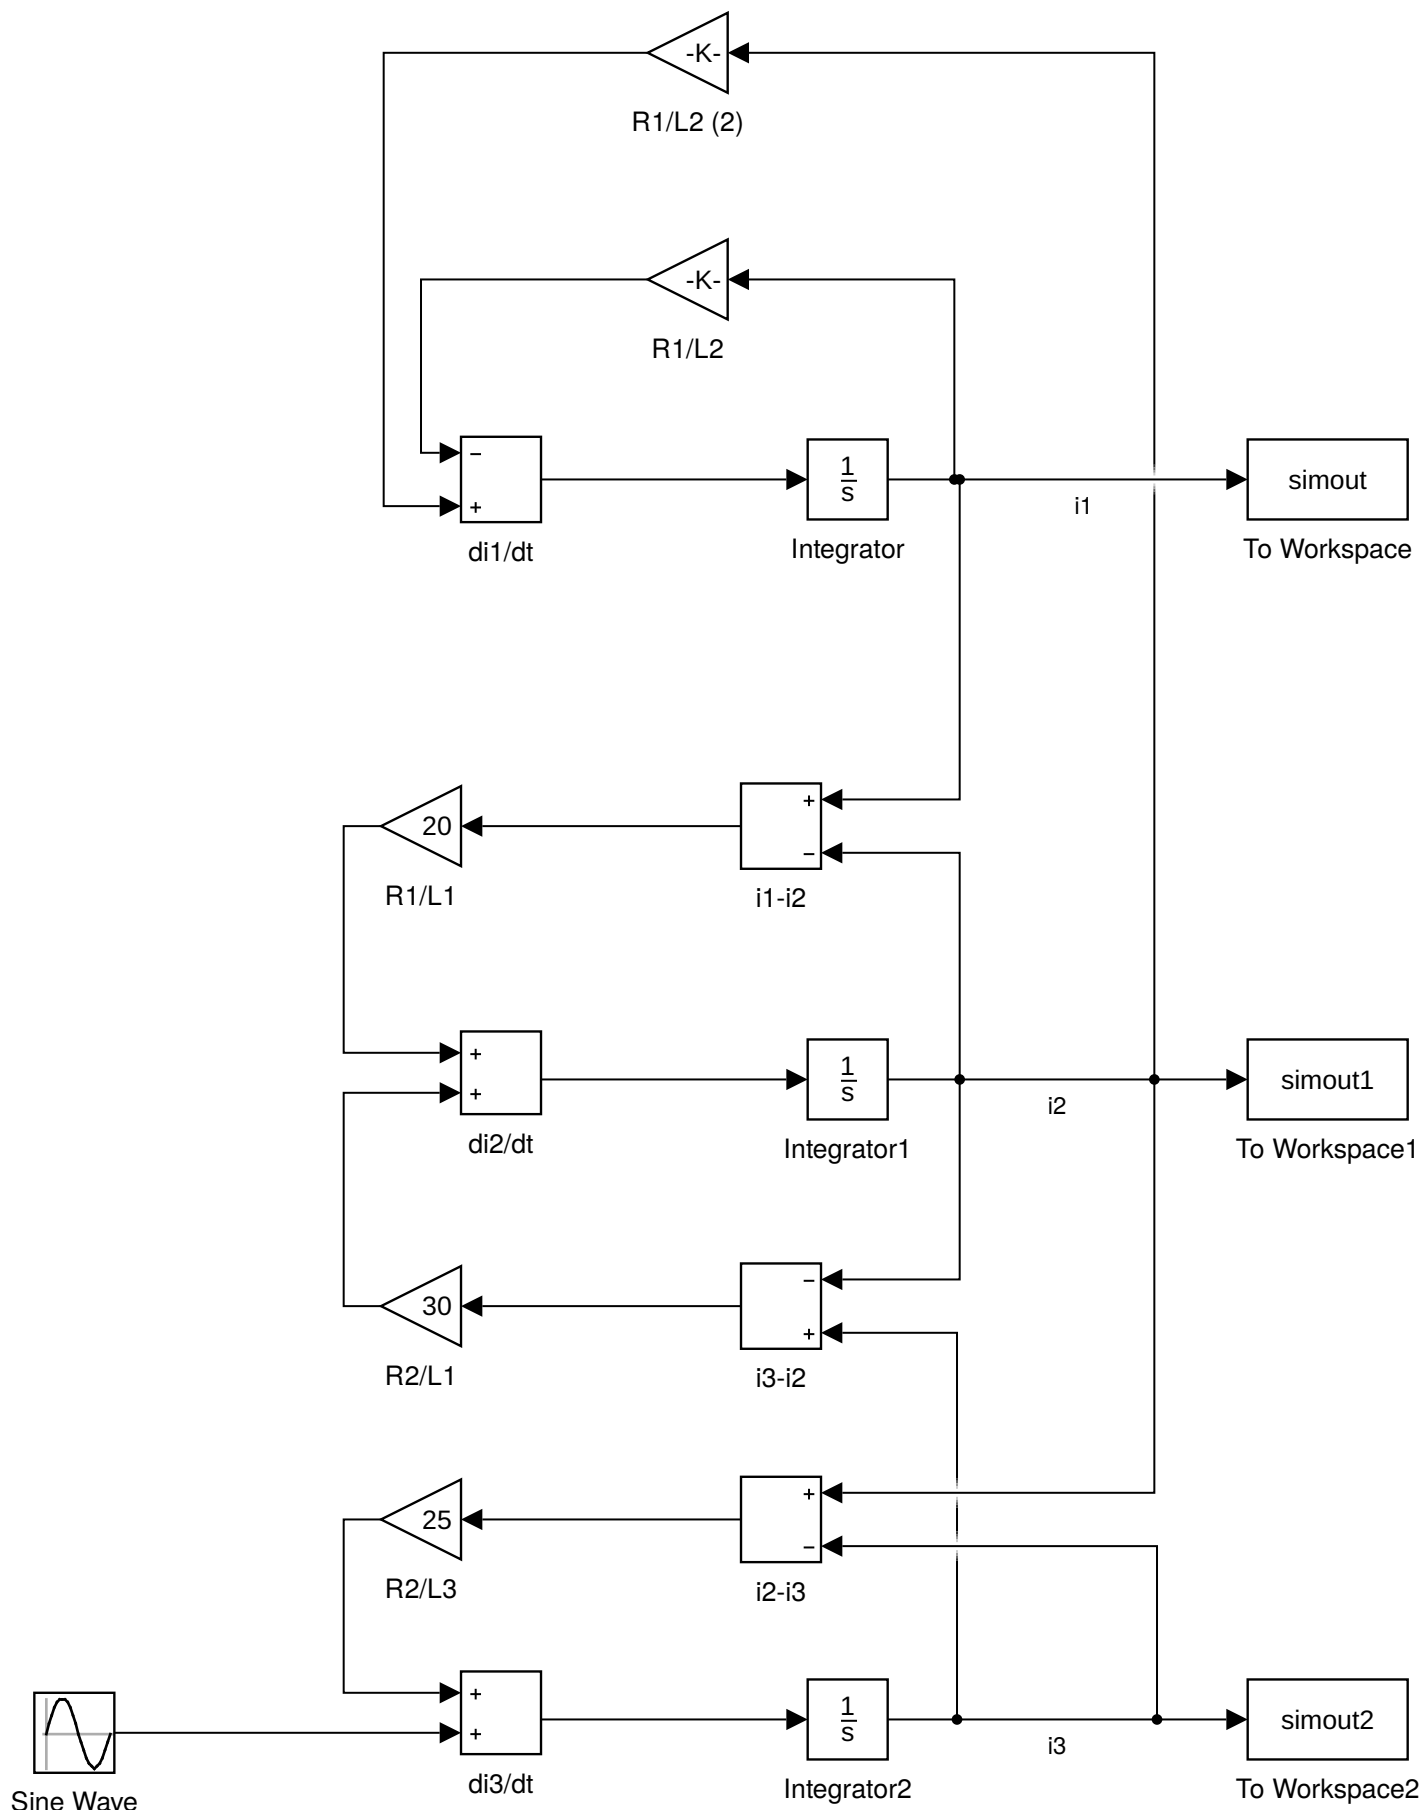 -K-
R1/L2 (2)
-K-
R1/L2
−
+
di1/dt
1
s
Integrator
i1
simout
To Workspace
20
R1/L1
+
−
i1-i2
+
+
di2/dt
1
s
Integrator1
i2
simout1
To Workspace1
30
R2/L1
−
+
i3-i2
25
R2/L3
+
−
i2-i3
Sine Wave
+
+
di3/dt
1
s
Integrator2
i3
simout2
To Workspace2